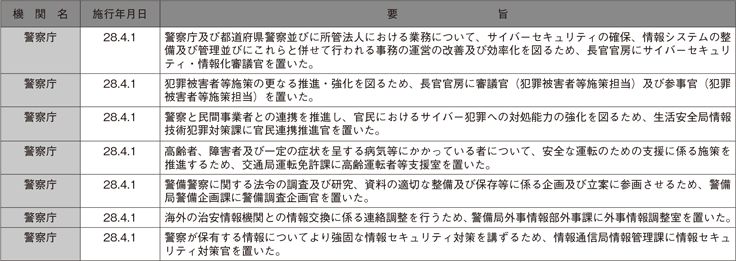 機関名 施行年月日 要旨
警察庁 28.4.1 警察庁及び都道府県警察並びに所管法人における業務について、サイバーセキュリティの確保、情報システムの整
備及び管理並びにこれらと併せて行われる事務の運営の改善及び効率化を図るため、長官官房にサイバーセキュリ
ティ・情報化審議官を置いた。
警察庁 28.4.1 犯罪被害者等施策の更なる推進・強化を図るため、長官官房に審議官（犯罪被害者等施策担当）及び参事官（犯罪
被害者等施策担当）を置いた。
警察庁 28.4.1 警察と民間事業者との連携を推進し、官民におけるサイバー犯罪への対処能力の強化を図るため、生活安全局情報
技術犯罪対策課に官民連携推進官を置いた。
警察庁 28.4.1 高齢者、障害者及び一定の症状を呈する病気等にかかっている者について、安全な運転のための支援に係る施策を
推進するため、交通局運転免許課に高齢運転者等支援室を置いた。
警察庁 28.4.1 警備警察に関する法令の調査及び研究、資料の適切な整備及び保存等に係る企画及び立案に参画させるため、警備
局警備企画課に警備調査企画官を置いた。
警察庁 28.4.1 海外の治安情報機関との情報交換に係る連絡調整を行うため、警備局外事情報部外事課に外事情報調整室を置いた。
警察庁 28.4.1 警察が保有する情報についてより強固な情報セキュリティ対策を講ずるため、情報通信局情報管理課に情報セキュ
リティ対策官を置いた。